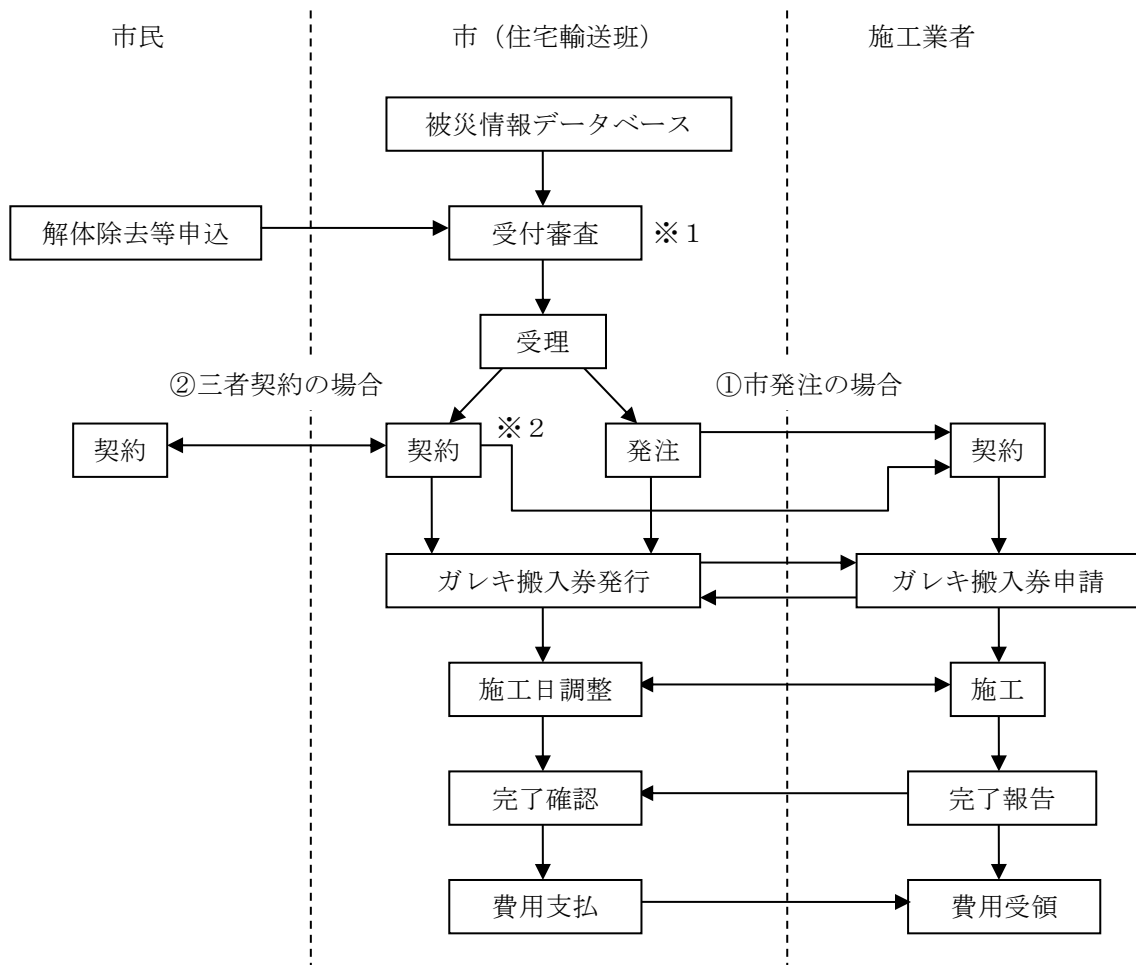 市民
市（住宅輸送班）
施工業者
被災情報データベース
解体除去等申込
受付審査
※１
受理
②三者契約の場合
①市発注の場合
契約
契約
※２
発注
契約
ガレキ搬入券発行
ガレキ搬入券申請
施工日調整
施工
完了確認
完了報告
費用支払
費用受領